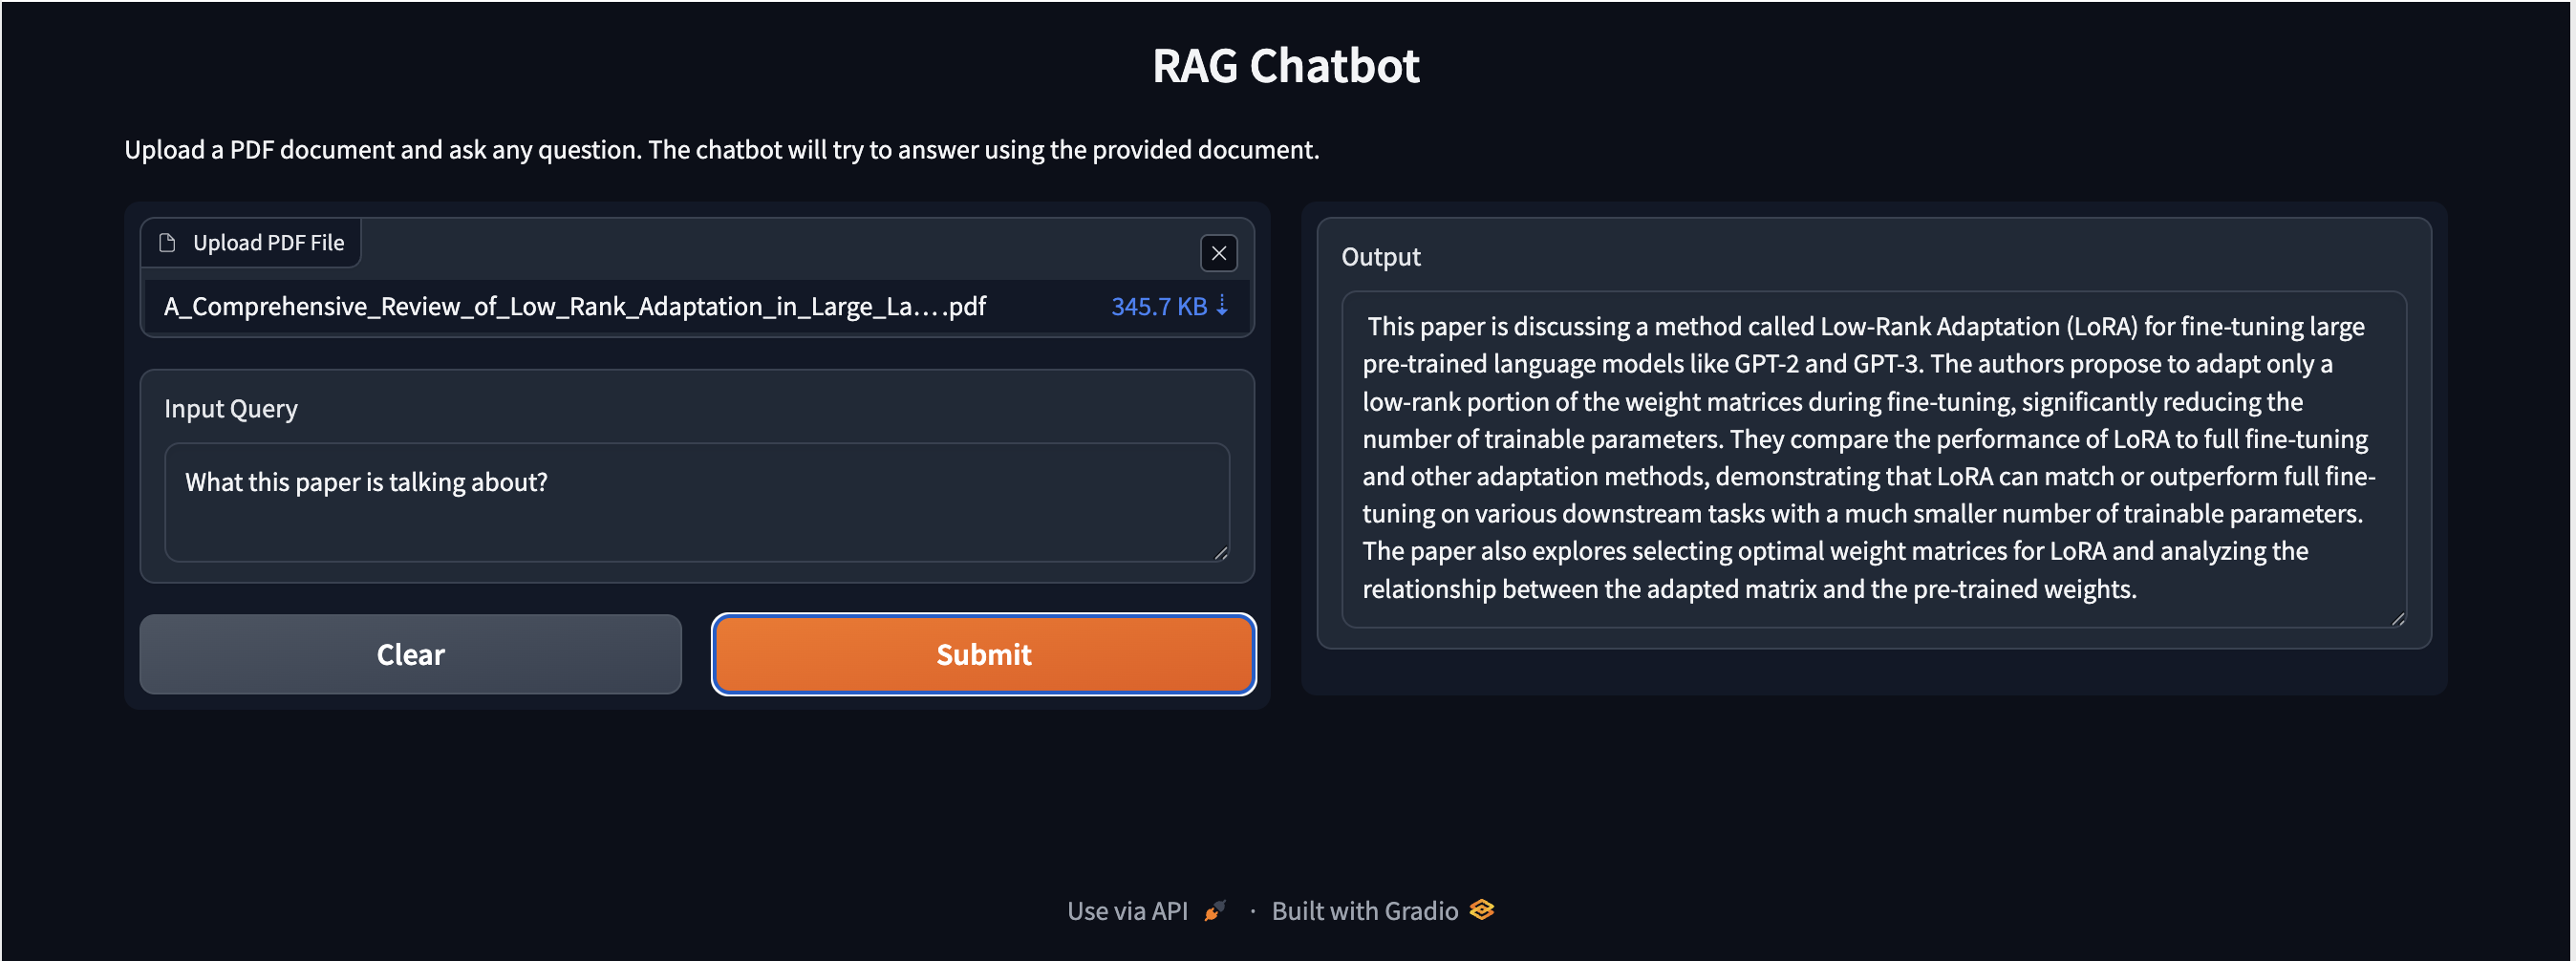 RAG Chatbot
Upload a PDF document and ask any question. The chatbot will try to answer using the provided document.
Upload PDF File
A_Comprehensive_Review_of_Low_Rank_Adaptation_in_Large_La....pdf 345.7 KB ⇣
Input Query
What this paper is talking about?
Clear
Submit
Output
This paper is discussing a method called Low-Rank Adaptation (LoRA) for fine-tuning large
pre-trained language models like GPT-2 and GPT-3. The authors propose to adapt only a
low-rank portion of the weight matrices during fine-tuning, significantly reducing the
number of trainable parameters. They compare the performance of LoRA to full fine-tuning
and other adaptation methods, demonstrating that LoRA can match or outperform full fine-
tuning on various downstream tasks with a much smaller number of trainable parameters.
The paper also explores selecting optimal weight matrices for LoRA and analyzing the
relationship between the adapted matrix and the pre-trained weights.
Use via API · Built with Gradio